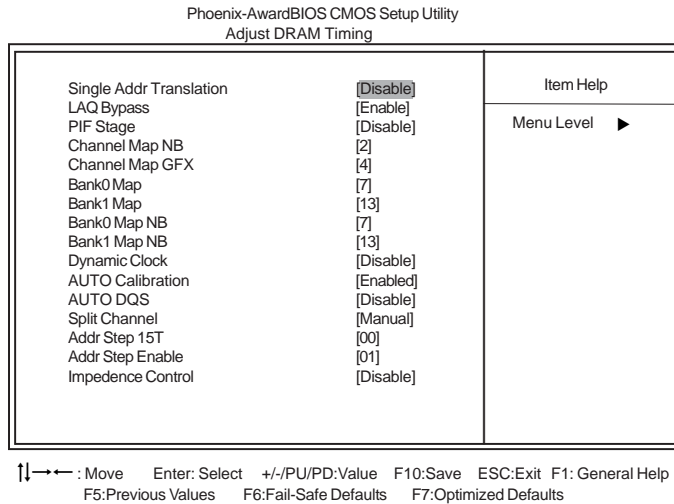 Phoenix-AwardBIOS CMOS Setup Utility
Adjust DRAM Timing
Single Addr Translation [Disable]
LAQ Bypass [Enable]
PIF Stage [Disable]
Channel Map NB [2]
Channel Map GFX [4]
Bank0 Map [7]
Bank1 Map [13]
Bank0 Map NB [7]
Bank1 Map NB [13]
Dynamic Clock [Disable]
AUTO Calibration [Enabled]
AUTO DQS [Disable]
Split Channel [Manual]
Addr Step 15T [00]
Addr Step Enable [01]
Impedence Control [Disable]
Item Help
Menu Level ▶
↑↓→← : Move Enter: Select +/-/PU/PD:Value F10:Save ESC:Exit F1: General Help
F5:Previous Values F6:Fail-Safe Defaults F7:Optimized Defaults